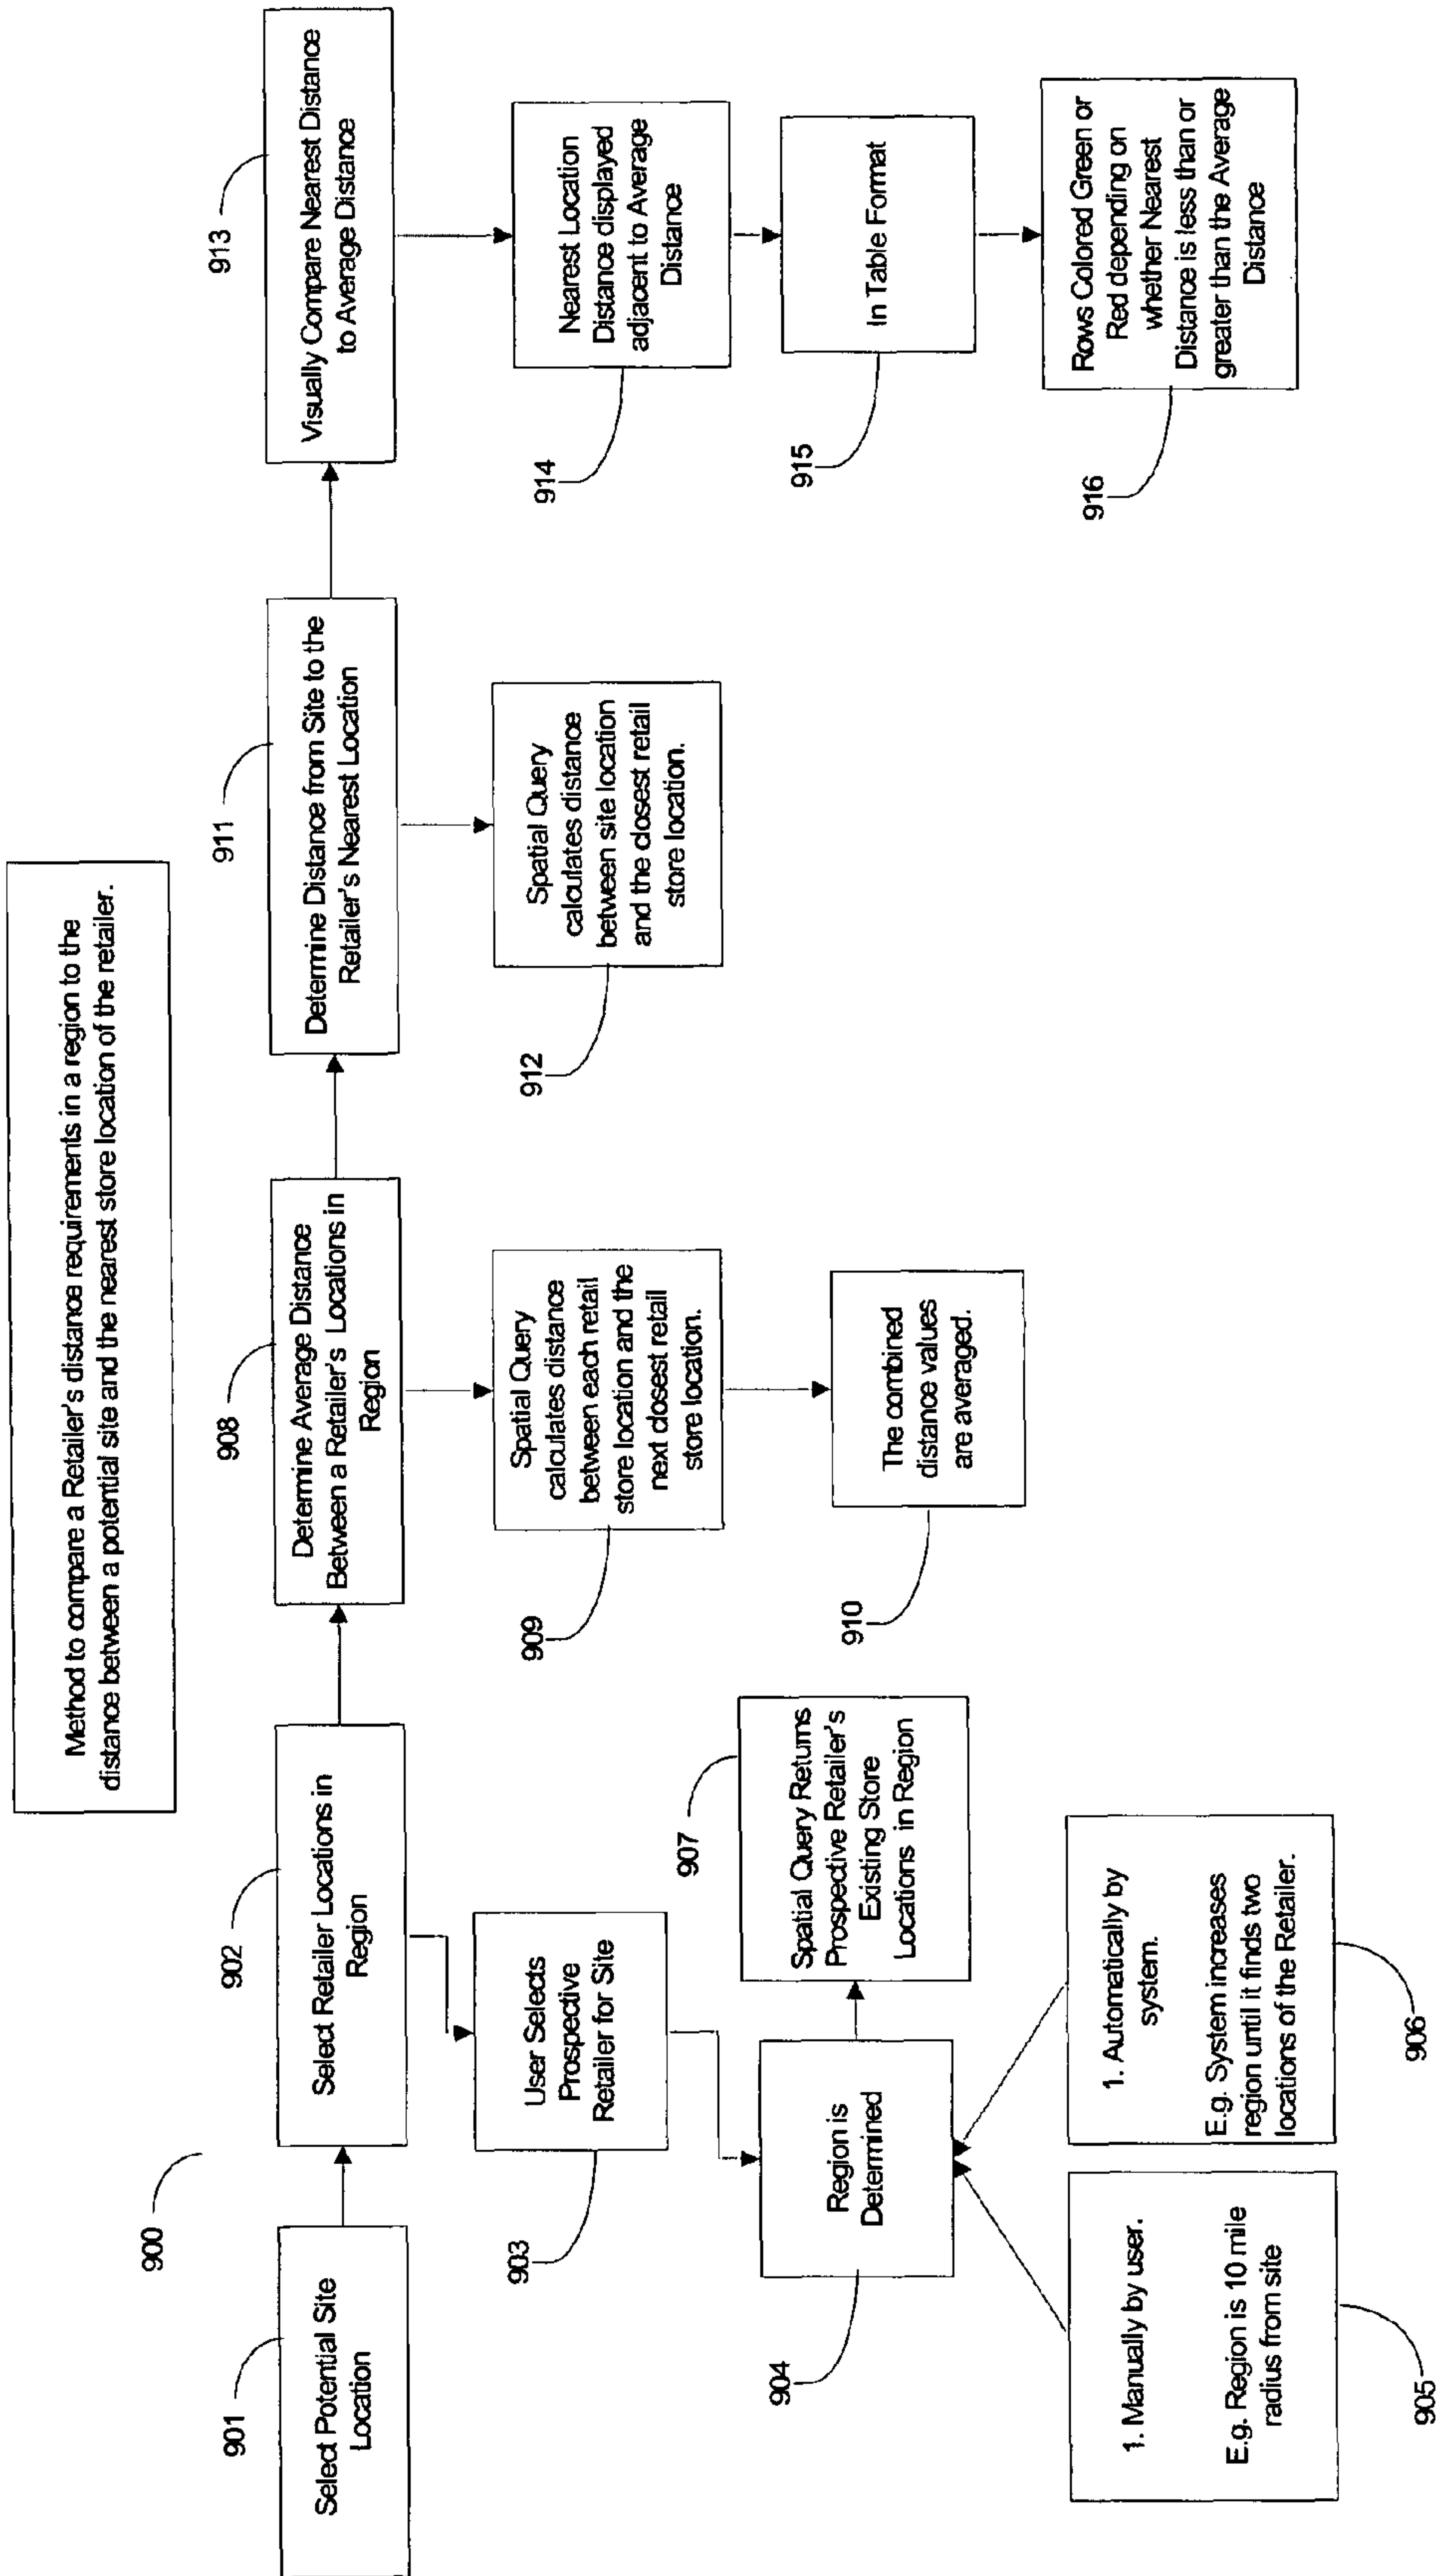 Method to compare a Retailer's distance requirements in a region to the
distance between a potential site and the nearest store location of the retailer.
900
901
Select Potential Site
Location
902
Select Retailer Locations in
Region
908
Determine Average Distance
Between a Retailer's Locations in
Region
911
Determine Distance from Site to the
Retailer's Nearest Location
913
Visually Compare Nearest Distance
to Average Distance
903
User Selects
Prospective
Retailer for Site
904
Region is
Determined
905
1. Manually by user.
E.g. Region is 10 mile
radius from site
906
1. Automatically by
system.
E.g. System increases
region until it finds two
locations of the Retailer.
907
Spatial Query Returns
Prospective Retailer's
Existing Store
Locations in Region
909
Spatial Query
calculates distance
between each retail
store location and the
next closest retail
store location.
910
The combined
distance values
are averaged.
912
Spatial Query
calculates distance
between site location
and the closest retail
store location.
914
Nearest Location
Distance displayed
adjacent to Average
Distance
915
In Table Format
916
Rows Colored Green or
Red depending on
whether Nearest
Distance is less than or
greater than the Average
Distance